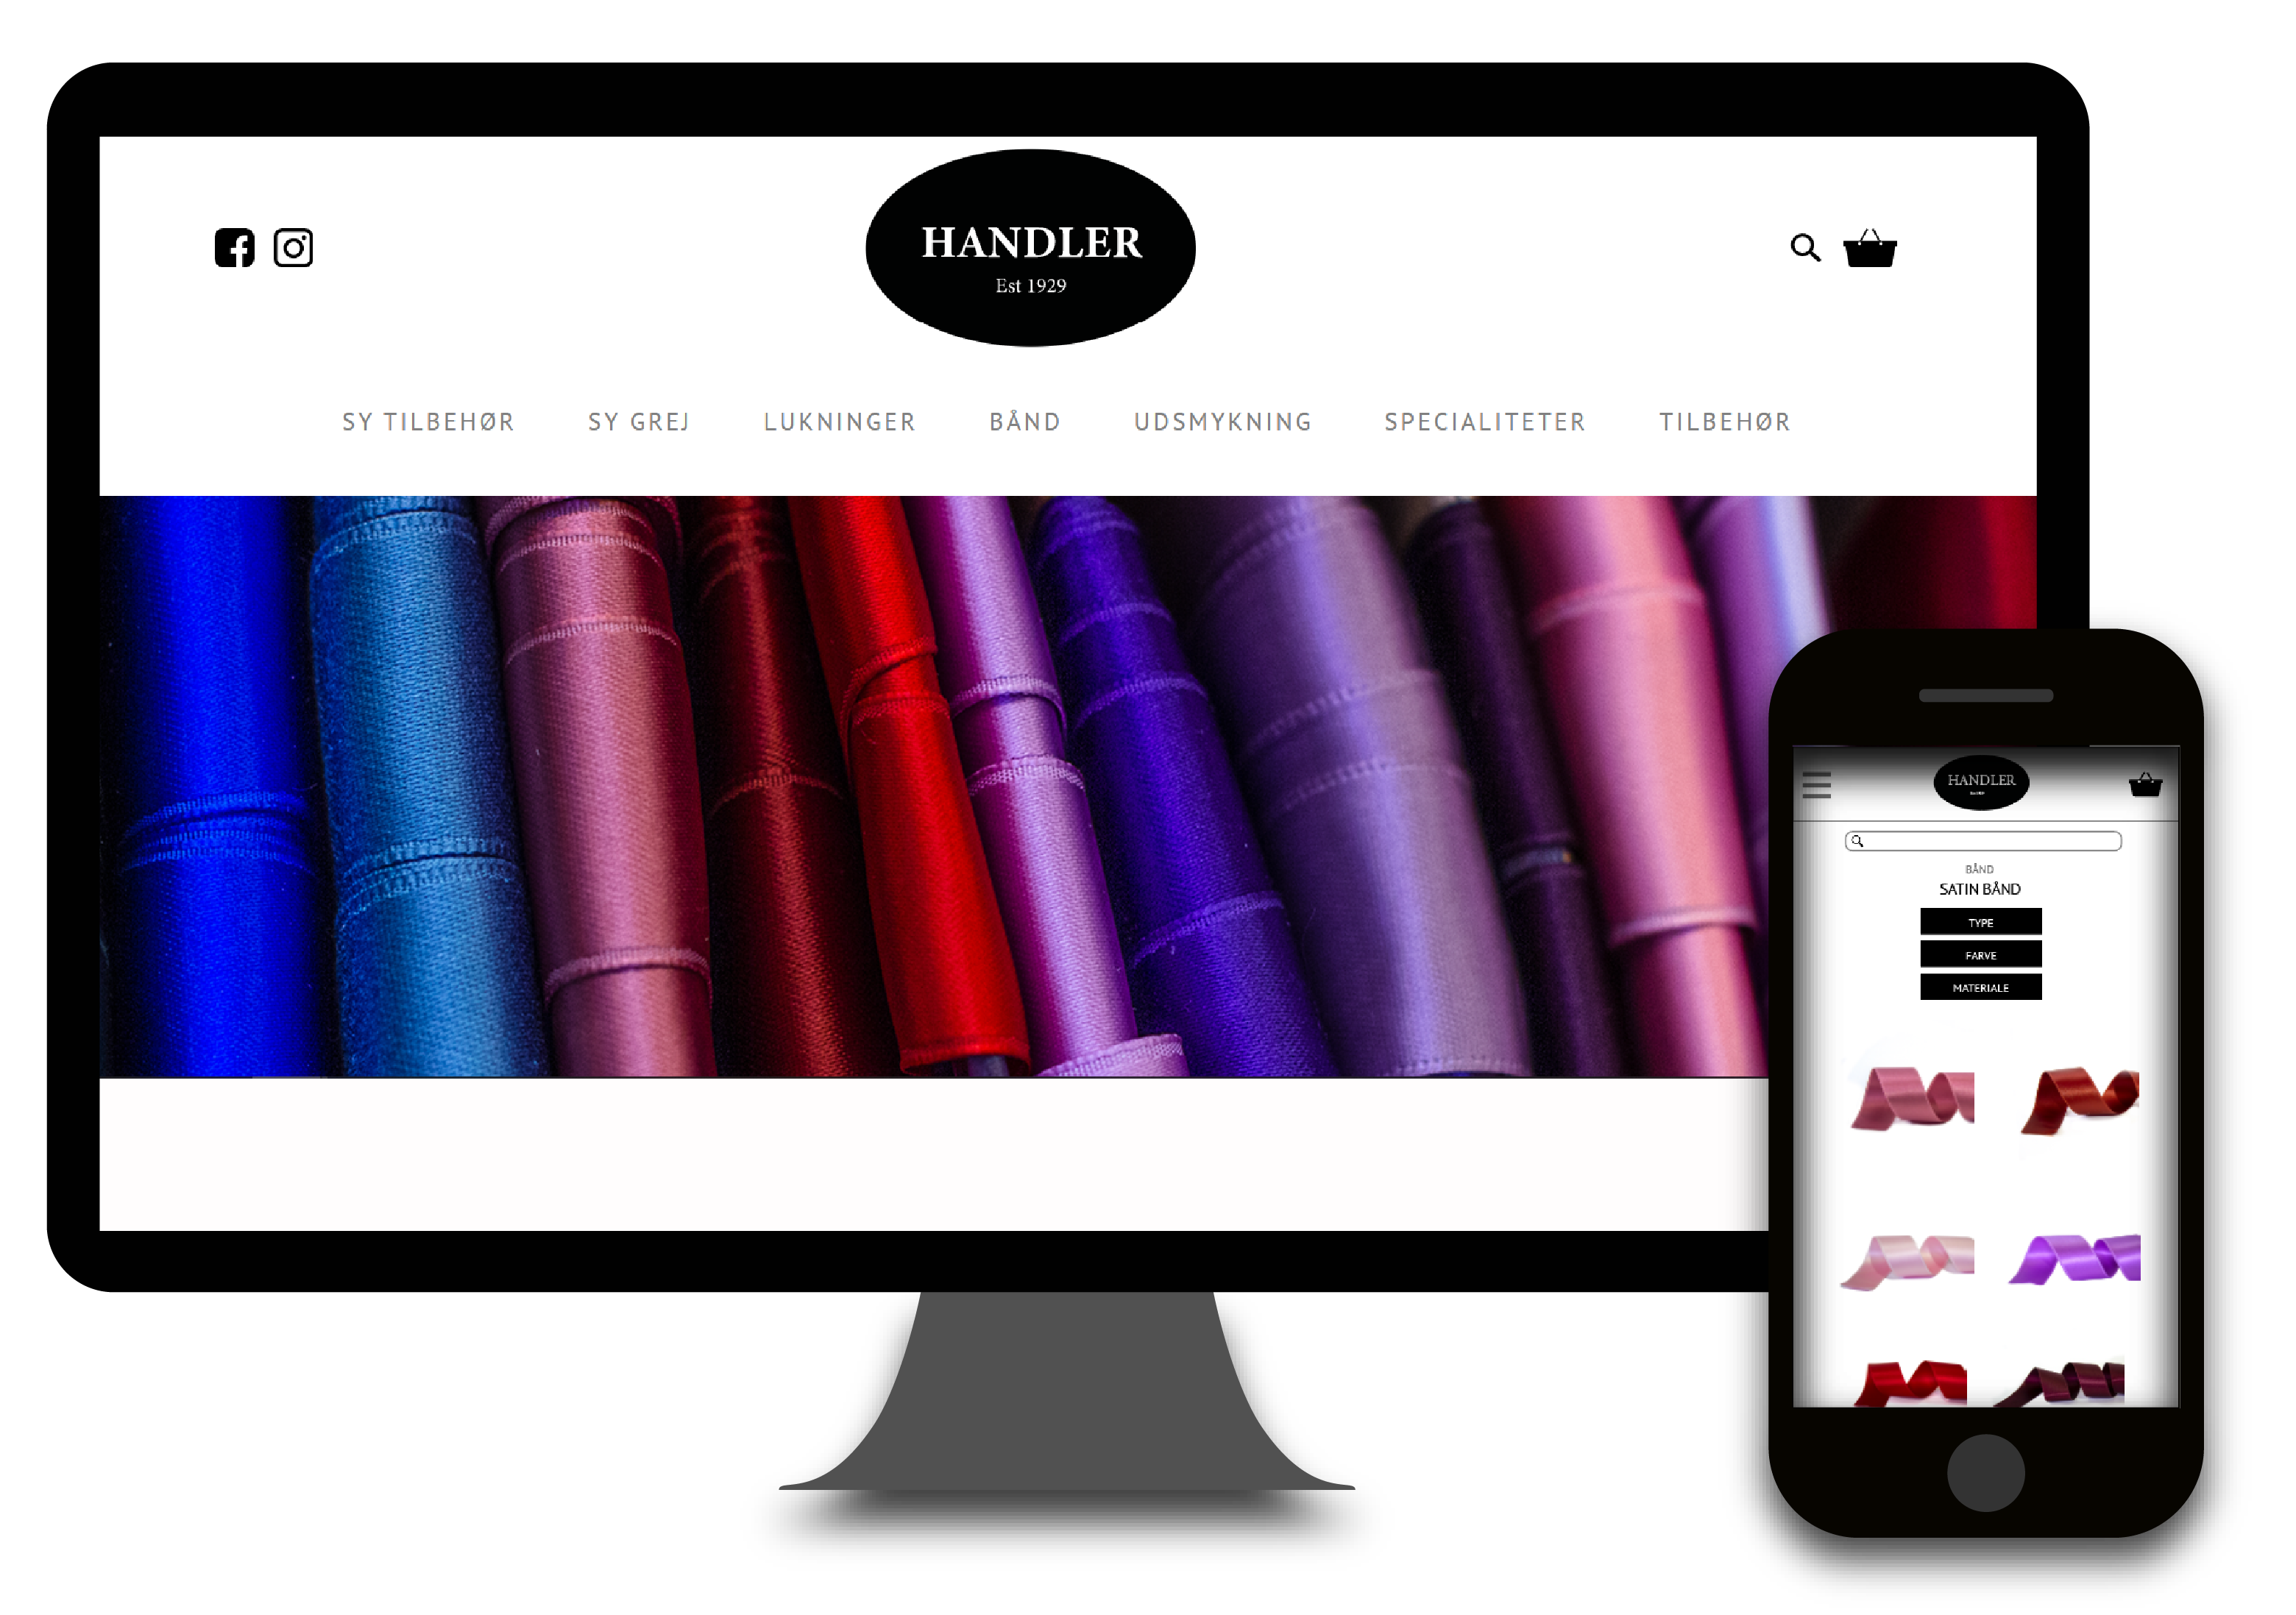 HANDLER
Est 1929
SY TILBEHØR SY GREJ LUKNINGER BÅND UDSMYKNING SPECIALITETER TILBEHØR
HANDLER
BÅND
SATIN BÅND
TYPE
FARVE
MATERIALE